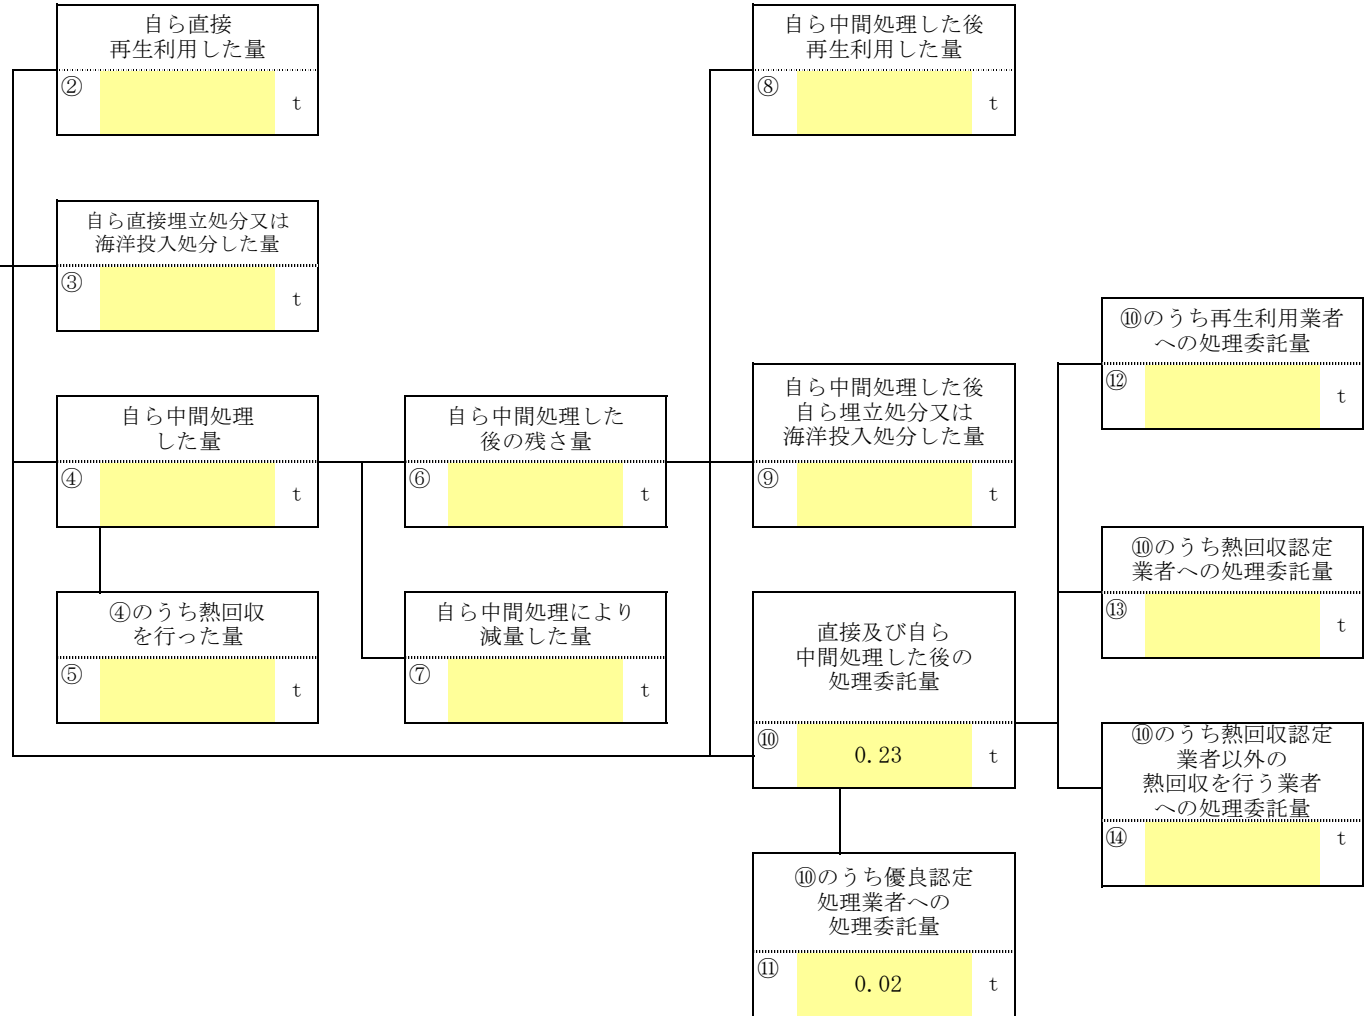 自ら直接
再生利用した量
②
t
自ら中間処理した後
再生利用した量
⑧
t
自ら直接埋立処分又は
海洋投入処分した量
③
t
⑩のうち再生利用業者
への処理委託量
⑫
t
自ら中間処理
した量
④
t
自ら中間処理した
後の残さ量
⑥
t
自ら中間処理した後
自ら埋立処分又は
海洋投入処分した量
⑨
t
⑩のうち熱回収認定
業者への処理委託量
⑬
t
④のうち熱回収
を行った量
⑤
t
自ら中間処理により
減量した量
⑦
t
直接及び自ら
中間処理した後の
処理委託量
⑩ 0.23 t
⑩のうち熱回収認定
業者以外の
熱回収を行う業者
への処理委託量
⑭
t
⑩のうち優良認定
処理業者への
処理委託量
⑪ 0.02 t